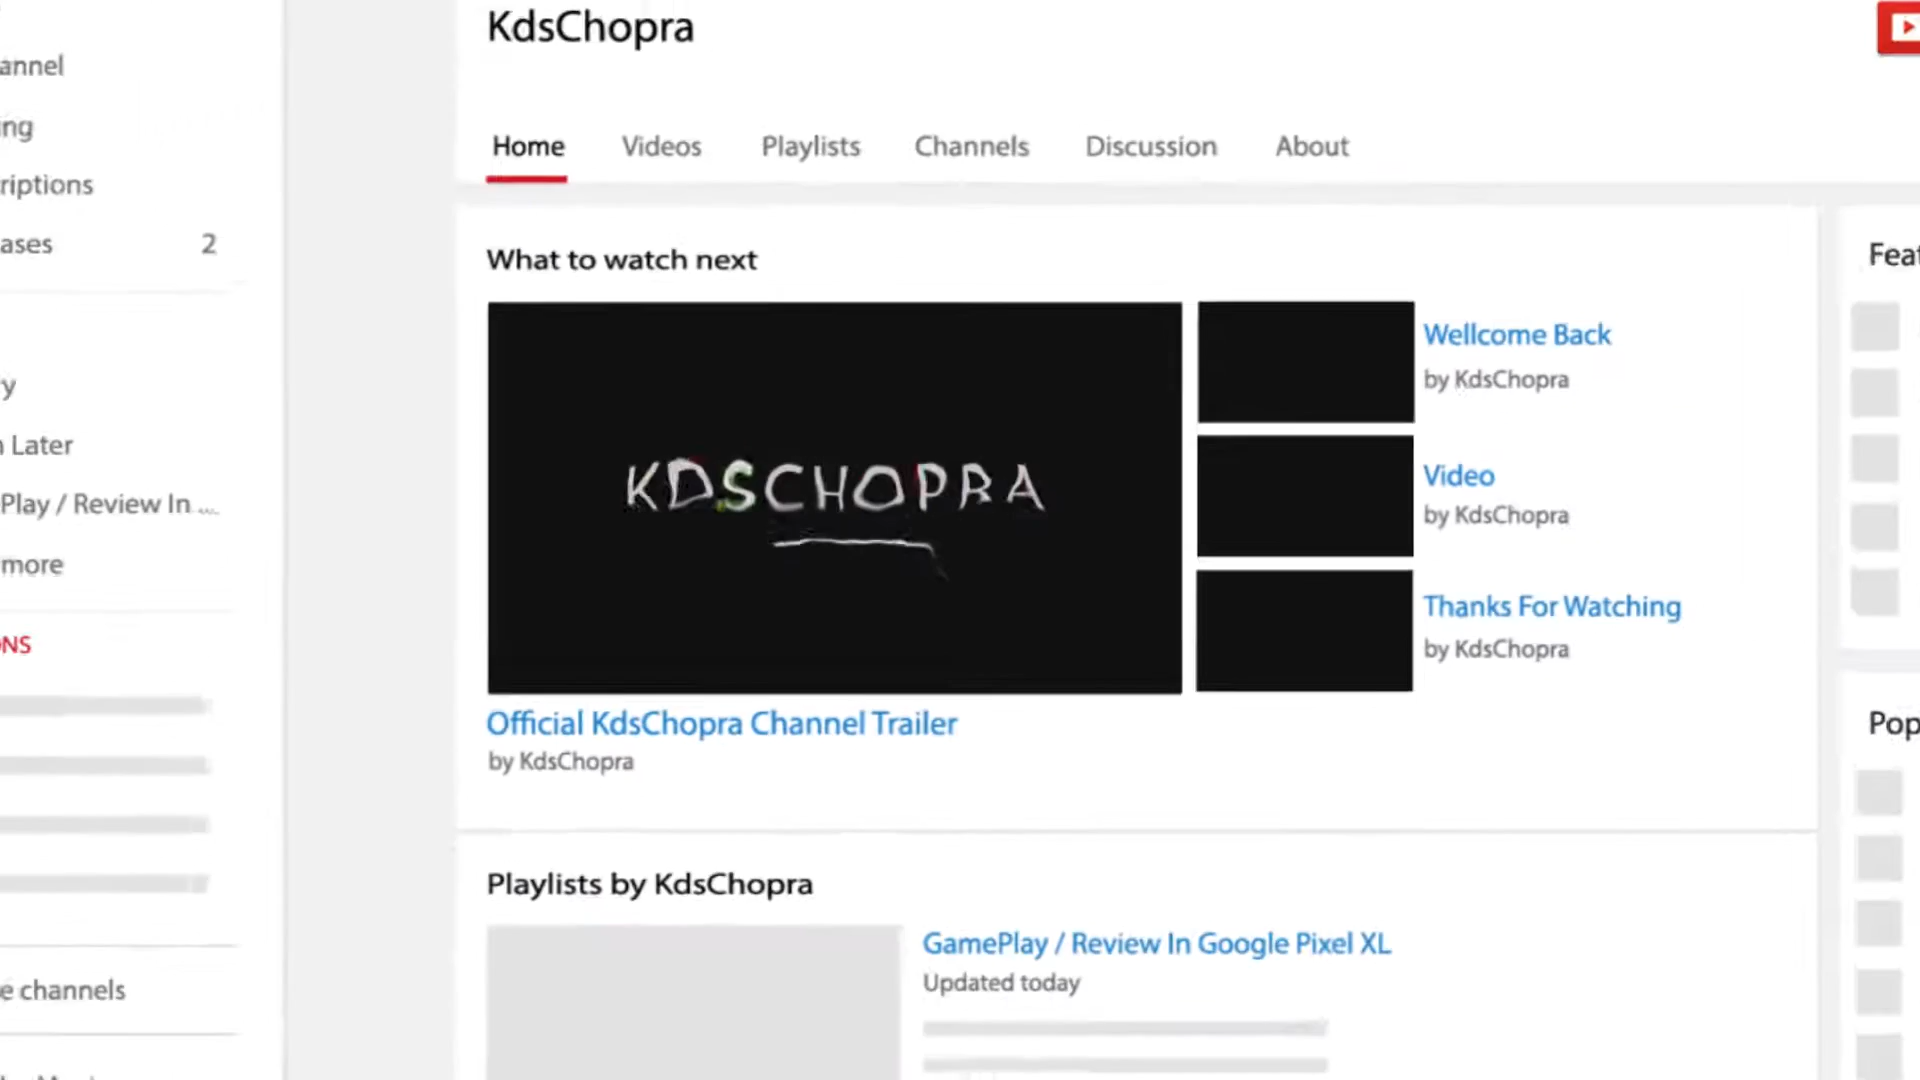 KdsChopra
annel
Home Videos Playlists Channels Discussion About
ing
riptions
ases 2
What to watch next
Wellcome Back
by KdsChopra
y
Later
Video
by KdsChopra
Play / Review In ...
KDSCHOPRA
more
Thanks For Watching
by KdsChopra
NS
Official KdsChopra Channel Trailer
by KdsChopra
Playlists by KdsChopra
GamePlay / Review In Google Pixel XL
Updated today
e channels
Feat
Pop